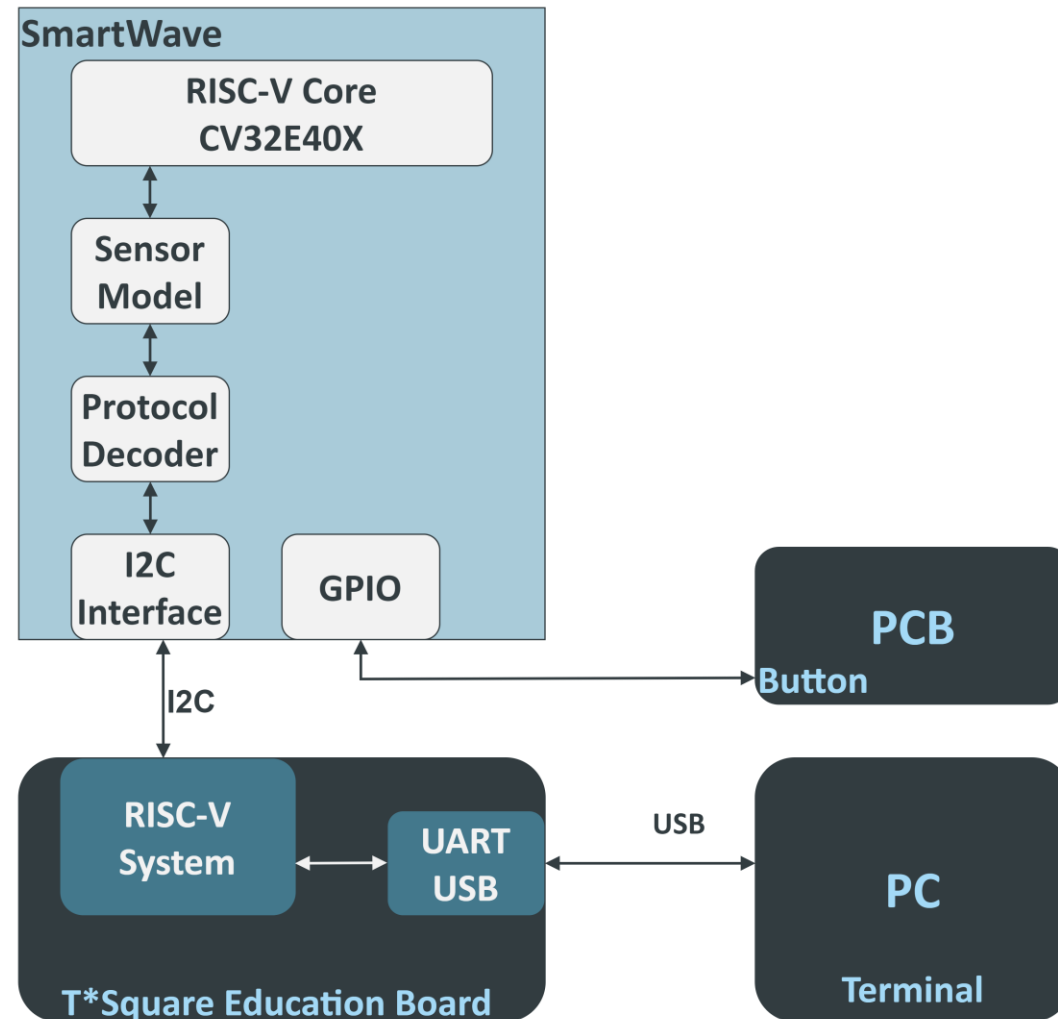 SmartWave
RISC-V Core
CV32E40X
Sensor
Model
Protocol
Decoder
I2C
Interface
GPIO
PCB
Button
I2C
RISC-V
System
UART
USB
USB
PC
Terminal
T*Square Education Board